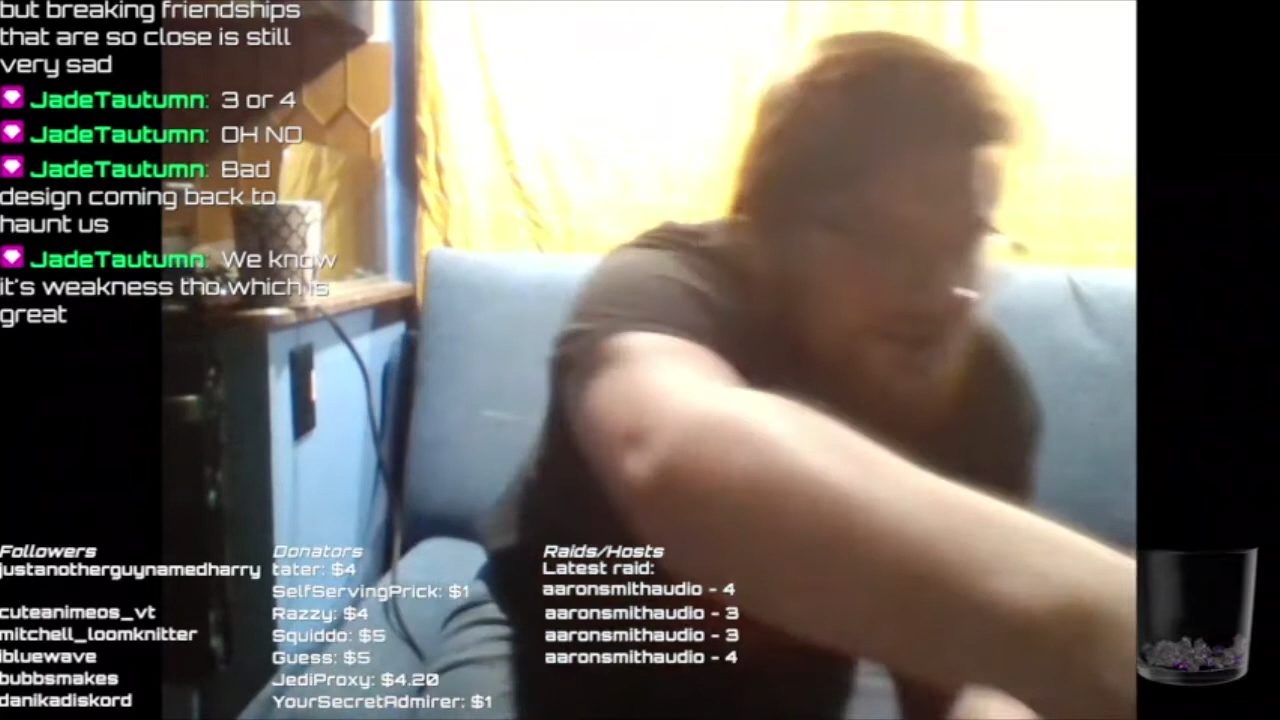 but breaking friendships
that are so close is still
very sad
JadeTautumn: 3 or 4
JadeTautumn: OH NO
JadeTautumn: Bad
design coming back to
haunt us
JadeTautumn: We know
it's weakness tho which is
great
Followers
justanotherguynamedharry
cuteanimeos_vt
mitchell_loomknitter
ibluewave
bubbsmakes
danikadiskord
Donators
tater: $4
SelfServingPrick: $1
Razzy: $4
Squiddo: $5
Guess: $5
JediProxy: $4.20
YourSecretAdmirer: $1
Raids/Hosts
Latest raid:
aaronsmithaudio - 4
aaronsmithaudio - 3
aaronsmithaudio - 3
aaronsmithaudio - 4